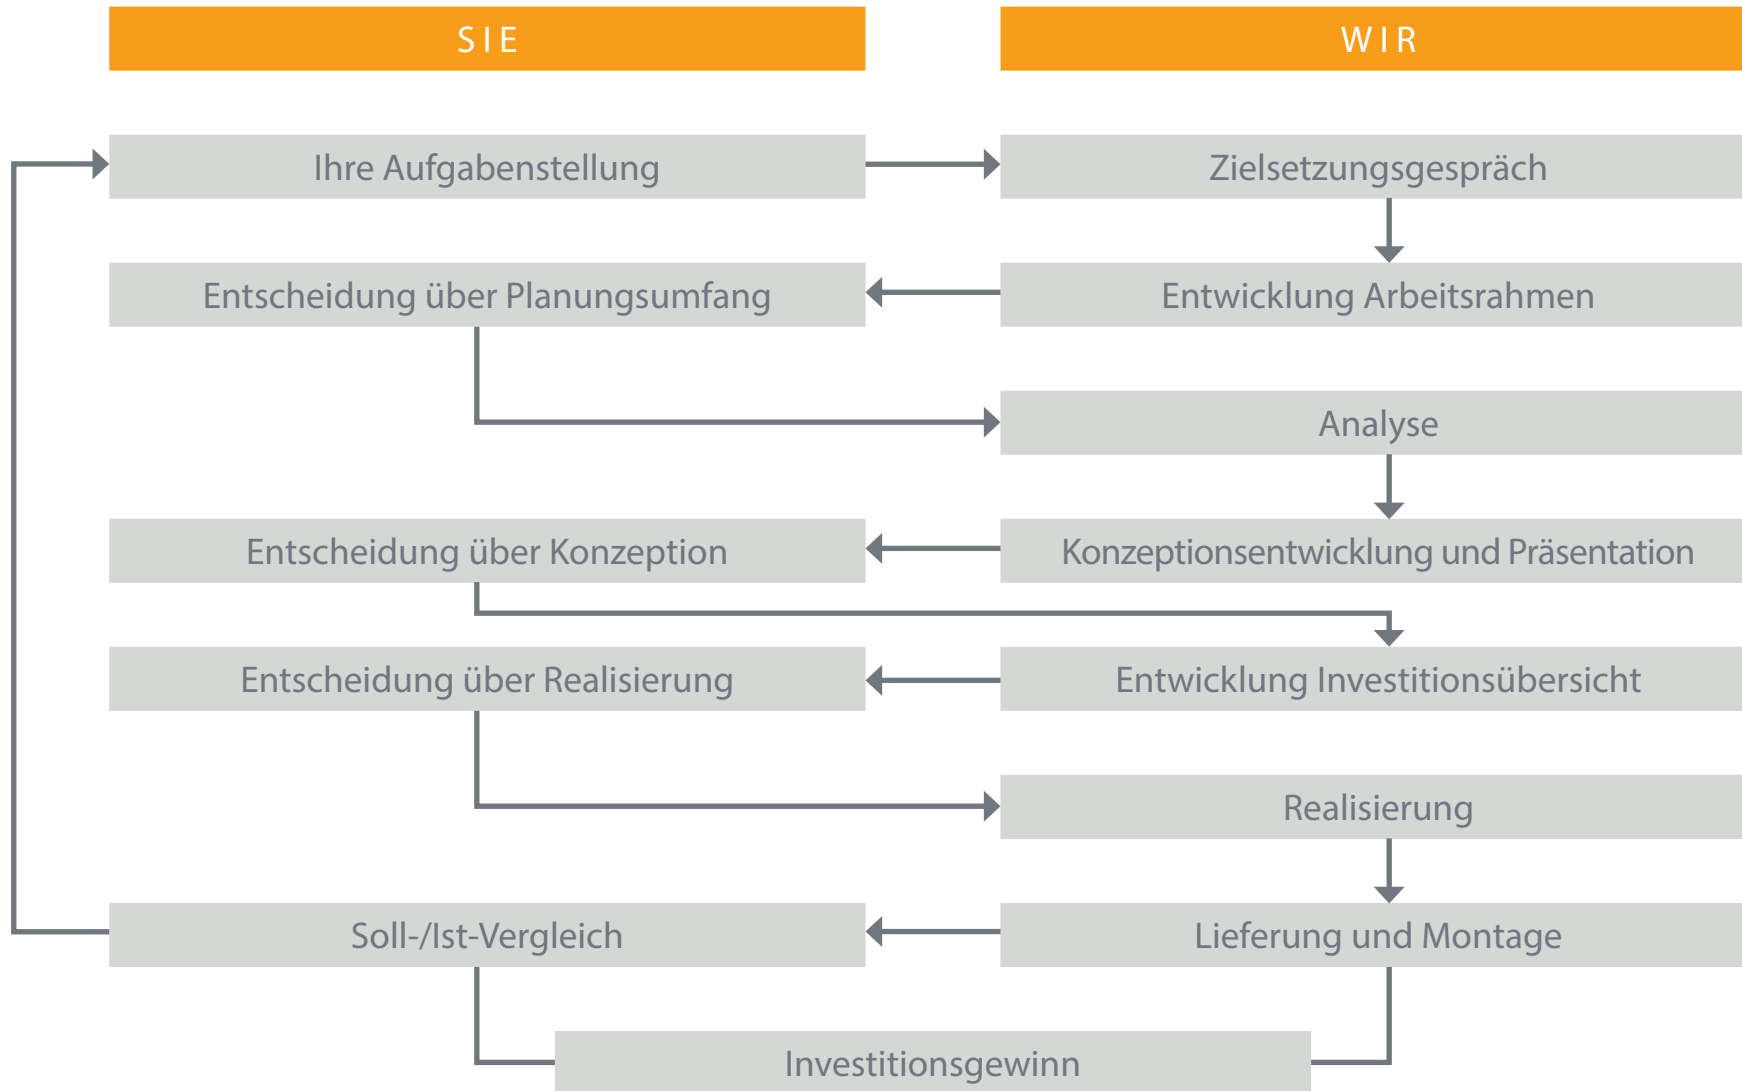 SIE
WIR
Ihre Aufgabenstellung
Zielsetzungsgespräch
Entscheidung über Planungsumfang
Entwicklung Arbeitsrahmen
Analyse
Entscheidung über Konzeption
Konzeptionsentwicklung und Präsentation
Entscheidung über Realisierung
Entwicklung Investitionsübersicht
Realisierung
Soll-/Ist-Vergleich
Lieferung und Montage
Investitionsgewinn